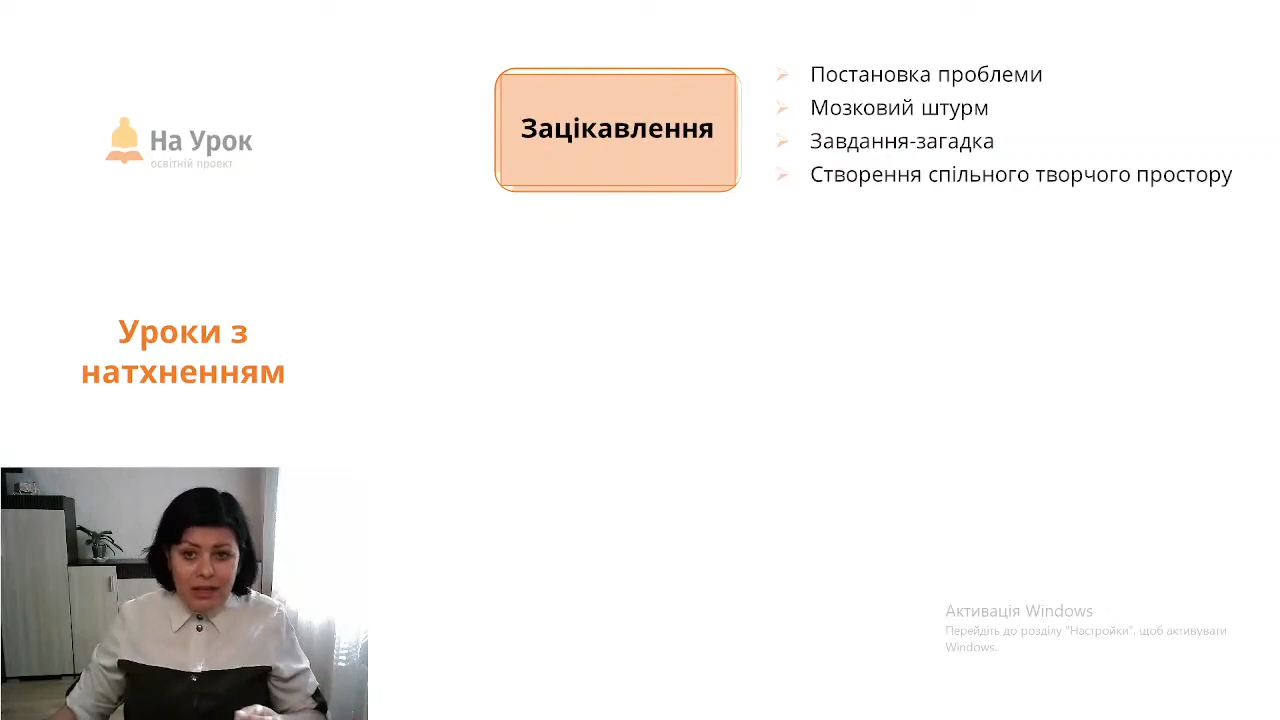 На Урок
освітній проект
Уроки з
натхненням
Зацікавлення
Постановка проблеми
Мозковий штурм
Завдання-загадка
Створення спільного творчого простору
Активація Windows
Перейдіть до розділу "Настройки", щоб активувати
Windows.